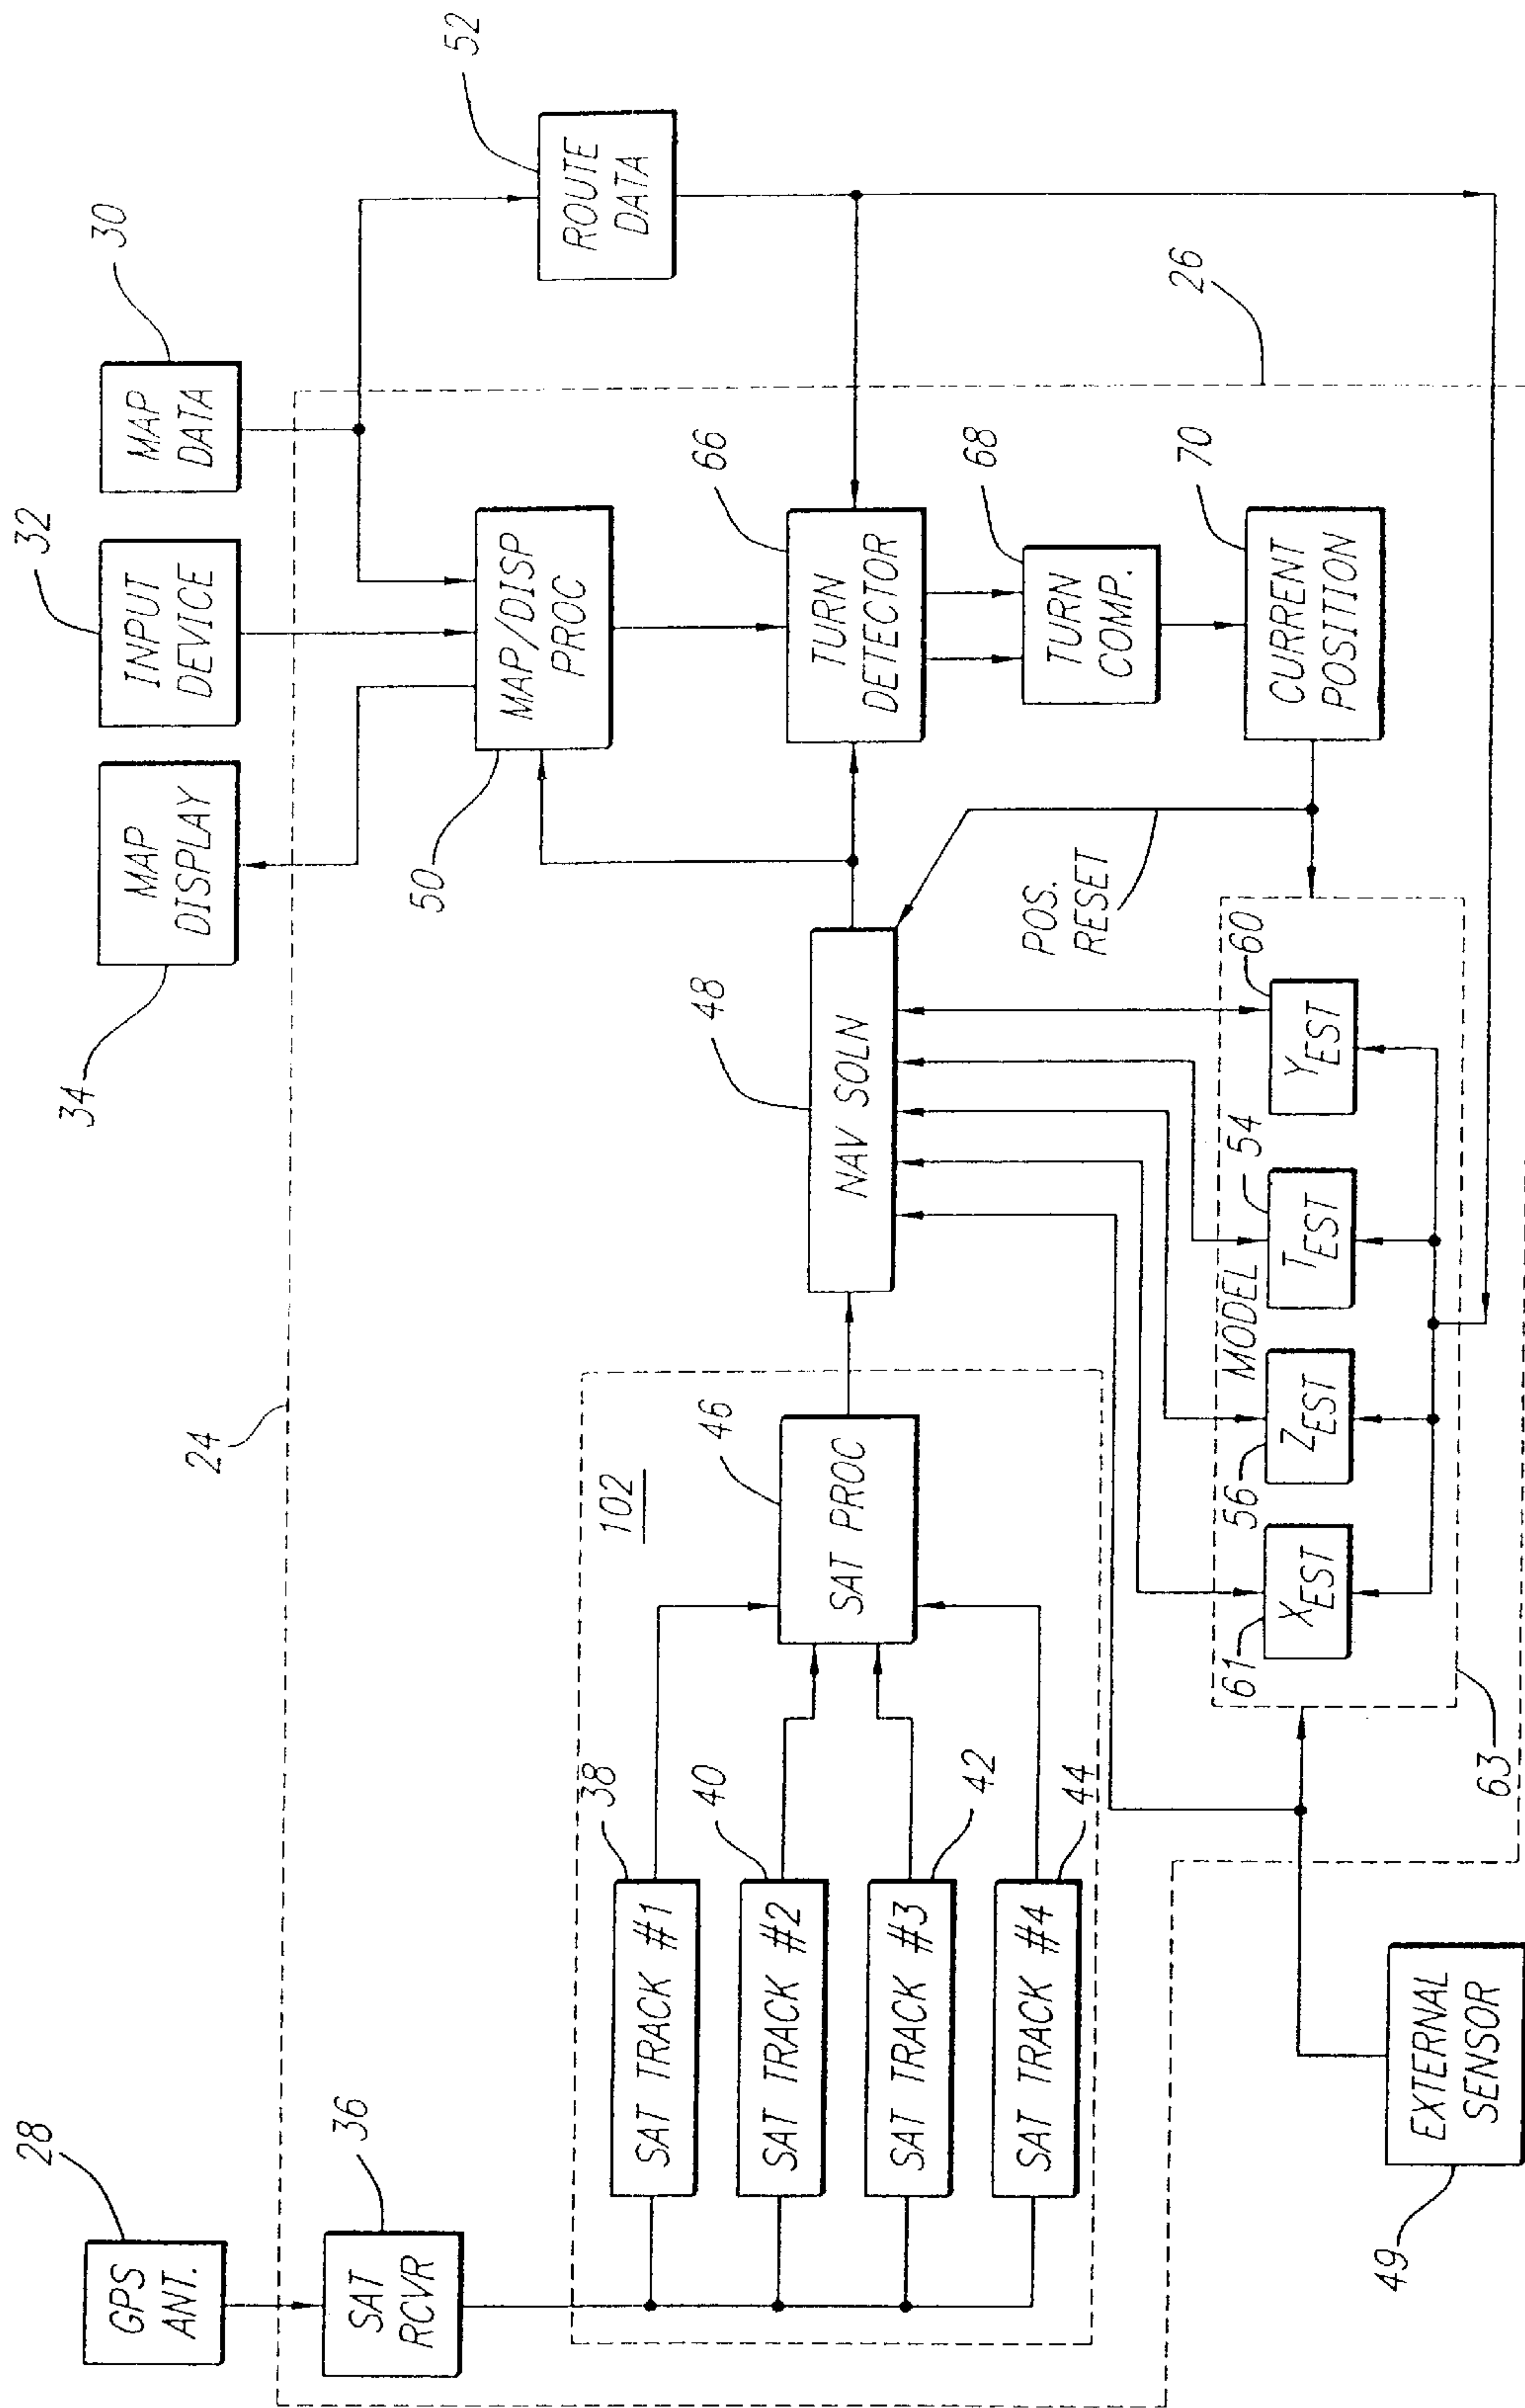 28
GPS
ANT.
36
SAT
RCVR
34
MAP
DISPLAY
32
INPUT
DEVICE
30
MAP
DATA
52
ROUTE
DATA
24
26
50
MAP/DISP
PROC
102
38
SAT TRACK #1
40
SAT TRACK #2
42
SAT TRACK #3
44
SAT TRACK #4
46
SAT PROC
48
NAV SOLN
66
TURN
DETECTOR
68
TURN
COMP.
70
CURRENT
POSITION
POS.
RESET
MODEL
61
XEST
56
ZEST
54
TEST
60
YEST
63
49
EXTERNAL
SENSOR